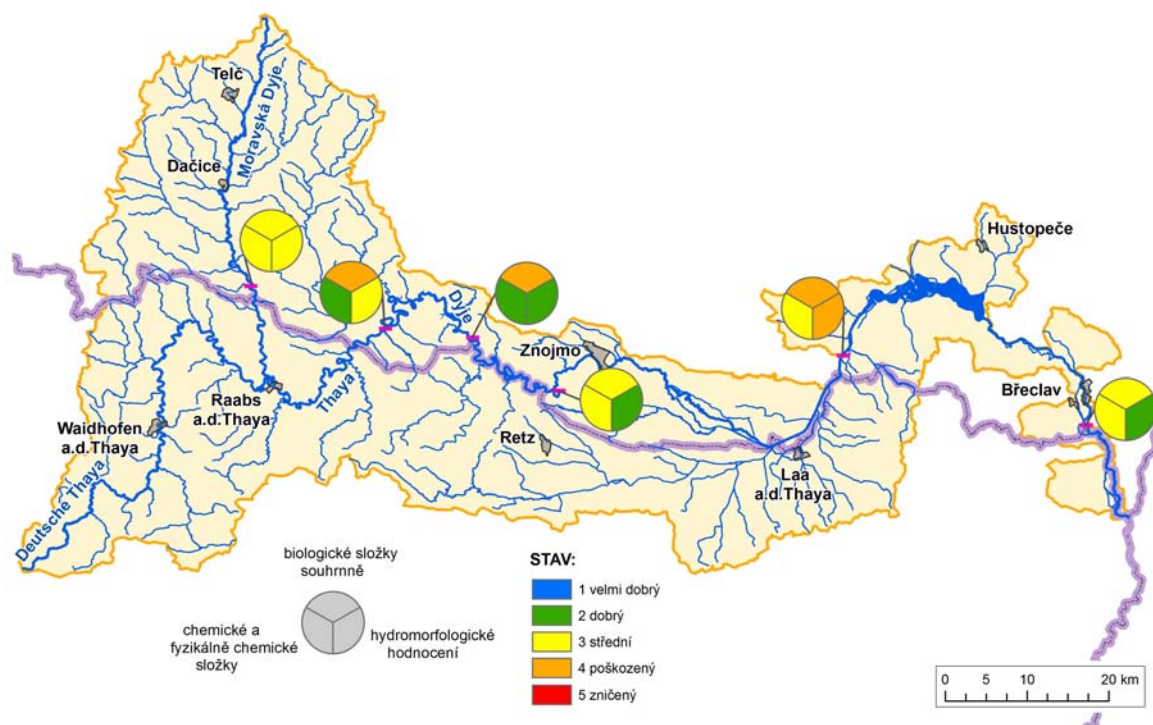 Telč
Moravská Dyje
Dačice
Hustopeče
Dyje
Znojmo
Břeclav
Raabs
a.d.Thaya
Thaya
Waidhofen
a.d.Thaya
Retz
Laa
a.d.Thaya
Deutsche Thaya
biologické složky
souhrnně
chemické a
fyzikálně chemické
složky
hydromorfologické
hodnocení
STAV:
1 velmi dobrý
2 dobrý
3 střední
4 poškozený
5 zničený
0 5 10 20 km